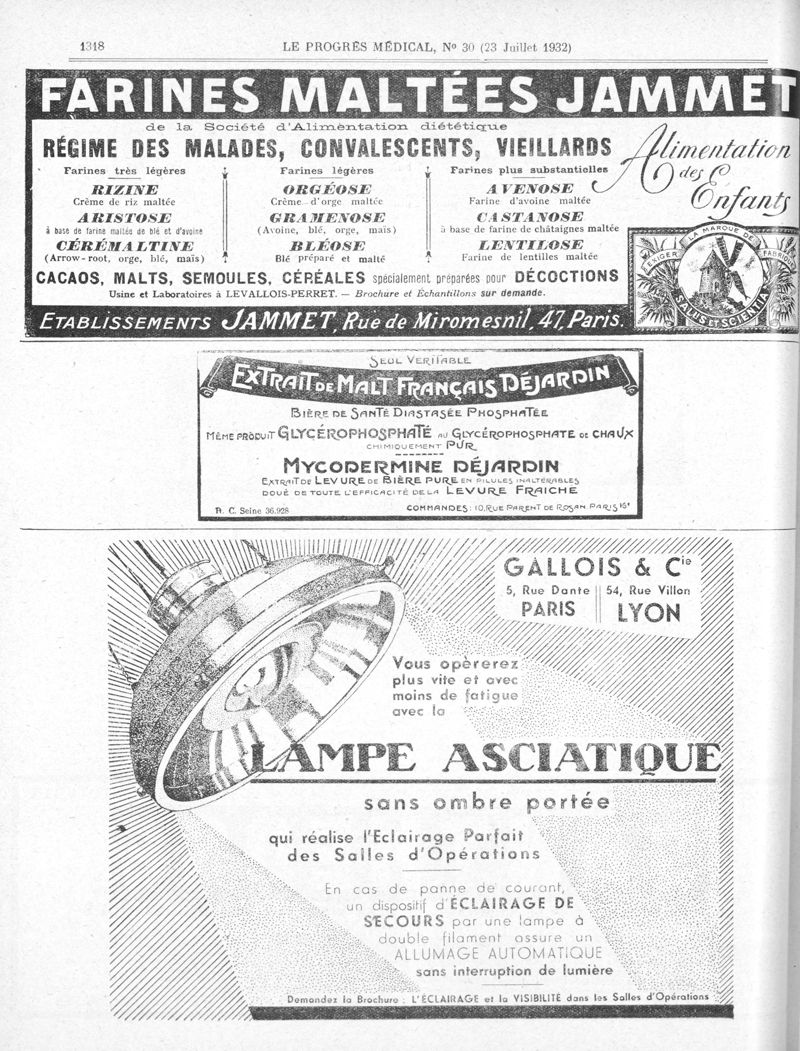 1318 LE PROGRÈS MÉDICAL, No 30 (23 Juillet 1932)
FARINES MALTÉES JAMMET
de la Société d'Alimentation diététique
RÉGIME DES MALADES, CONVALESCENTS, VIEILLARDS
Alimentation
des
Enfants
Farines très légères
RIZINE
Crème de riz maltée
ARISTOSE
à base de farine maltée de blé et d'avoine
CÉRÉMALTINE
(Arrow-root, orge, blé, maïs)
Farines légères
ORGÉOSE
Crème d'orge maltée
GRAMENOSE
(Avoine, blé, orge, maïs)
BLÉOSE
Blé préparé et malté
Farines plus substantielles
AVENOSE
Farine d'avoine maltée
CASTANOSE
à base de farine de châtaignes maltée
LENTILOSE
Farine de lentilles maltée
CACAOS, MALTS, SEMOULES, CÉRÉALES spécialement préparées pour DÉCOCTIONS
Usine et Laboratoires à LEVALLOIS-PERRET. — Brochure et Échantillons sur demande.
EXIGER LA MARQUE DE FABRIQUE
SALUS ET SCIENTIA
ETABLISSEMENTS JAMMET, Rue de Miromesnil, 47, Paris.
SEUL VERITABLE
EXTRAIT DE MALT FRANÇAIS DÉJARDIN
BIÈRE DE SANTÉ DIASTASÉE PHOSPHATÉE
MÊME PRODUIT GLYCÉROPHOSPHATÉ AU GLYCÉROPHOSPHATE DE CHAUX
CHIMIQUEMENT PUR
MYCODERMINE DÉJARDIN
EXTRAIT DE LEVURE DE BIÈRE PURE EN PILULES INALTÉRABLES
DOUÉ DE TOUTE L'EFFICACITÉ DE LA LEVURE FRAICHE
R. C. Seine 36.928 COMMANDES : 10, RUE PARENT DE ROSAN PARIS 16e
GALLOIS & Cie
5, Rue Dante
PARIS
54, Rue Villon
LYON
Vous opèrerez
plus vite et avec
moins de fatigue
avec la
LAMPE ASCIATIQUE
sans ombre portée
qui réalise l'Eclairage Parfait
des Salles d'Opérations
En cas de panne de courant,
un dispositif d'ÉCLAIRAGE DE
SECOURS par une lampe à
double filament assure un
ALLUMAGE AUTOMATIQUE
sans interruption de lumière
Demandez la Brochure : L'ÉCLAIRAGE et la VISIBILITÉ dans les Salles d'Opérations